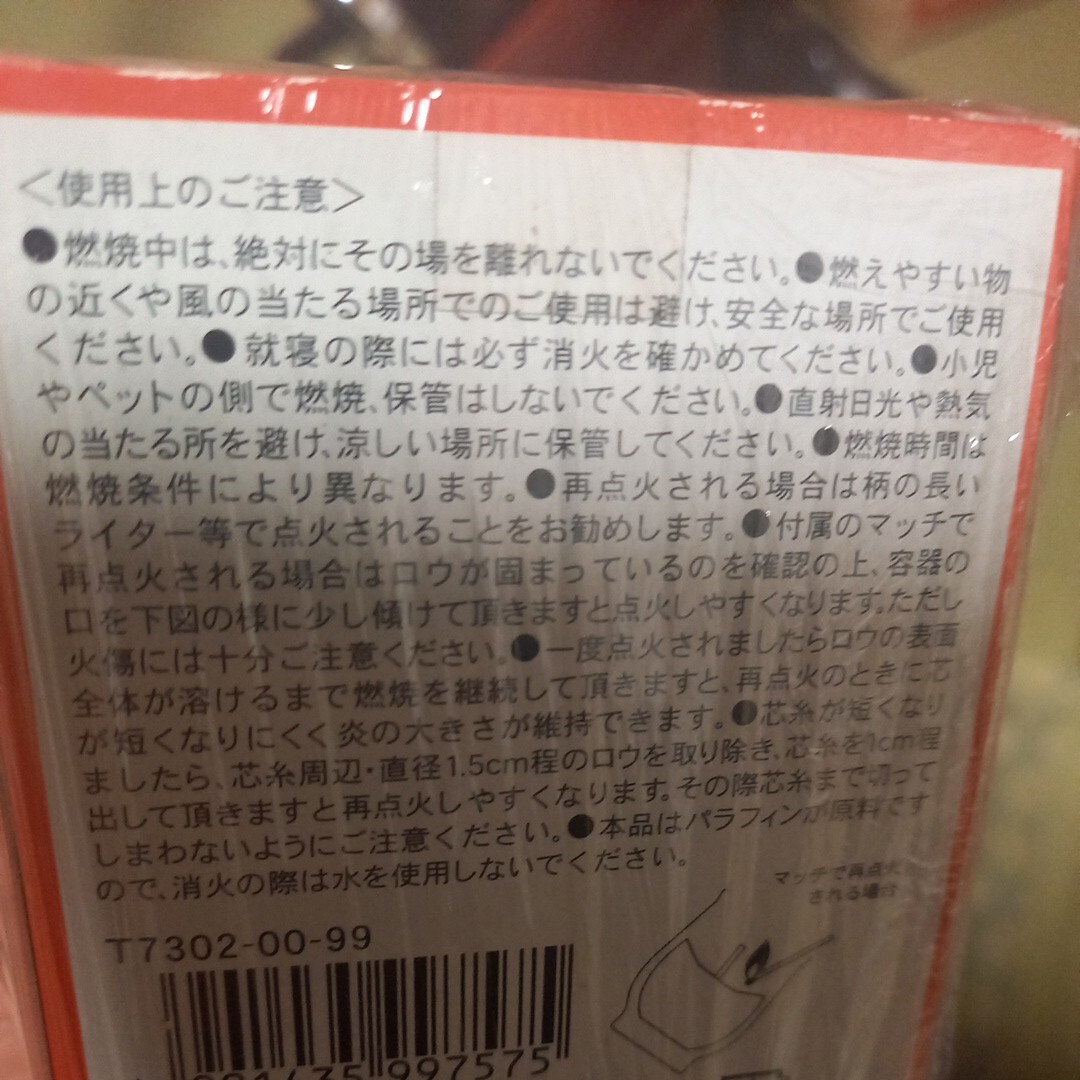 ＜使用上のご注意＞
●燃焼中は、絶対にその場を離れないでください。●燃えやすい物
の近くや風の当たる場所でのご使用は避け、安全な場所でご使用
ください。●就寝の際には必ず消火を確かめてください。●小児
やペットの側で燃焼、保管はしないでください。●直射日光や熱気
の当たる所を避け、涼しい場所に保管してください。●燃焼時間は
燃焼条件により異なります。●再点火される場合は柄の長い
ライター等で点火されることをお勧めします。●付属のマッチで
再点火される場合はロウが固まっているのを確認の上、容器の
口を下図の様に少し傾けて頂きますと点火しやすくなります。ただし
火傷には十分ご注意ください。●一度点火されましたらロウの表面
全体が溶けるまで燃焼を継続して頂きますと、再点火のときに芯
が短くなりにくく炎の大きさが維持できます。●芯糸が短くなり
ましたら、芯糸周辺・直径1.5cm程のロウを取り除き、芯糸を1cm程
出して頂きますと再点火しやすくなります。その際芯糸まで切って
しまわないようにご注意ください。●本品はパラフィンが原料です
ので、消火の際は水を使用しないでください。
マッチで再点火
される場合
T7302-00-99
997575